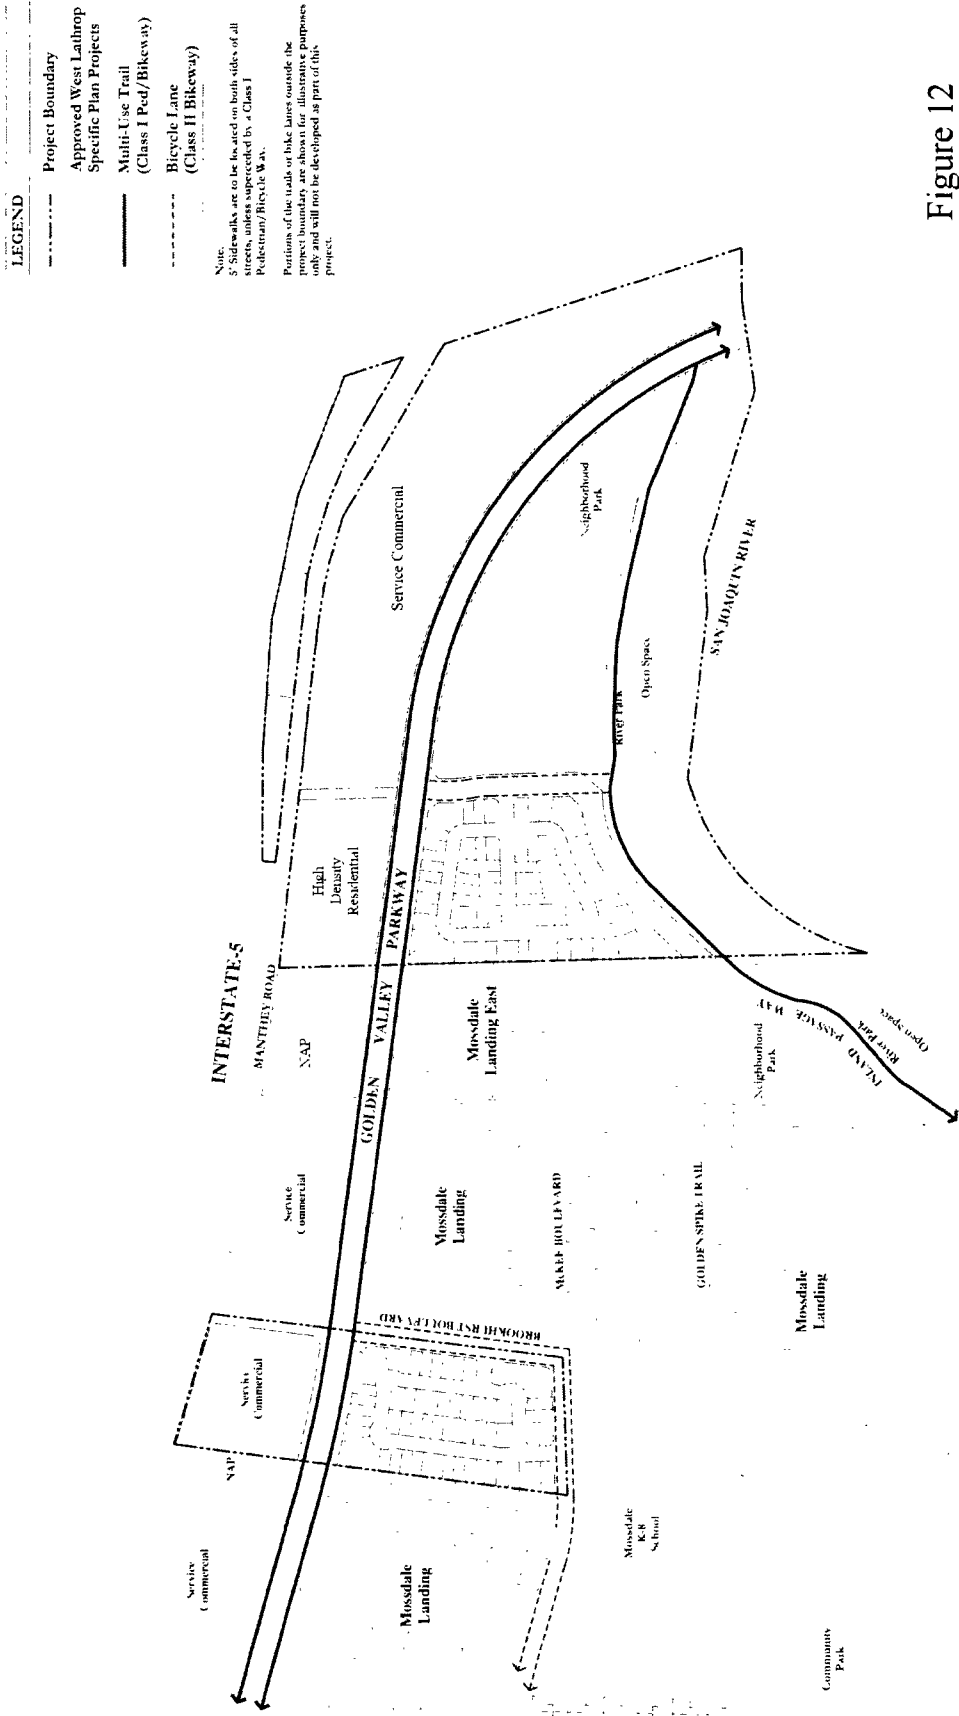 LEGEND
Project Boundary
Approved West Lathrop
Specific Plan Projects
Multi-Use Trail
(Class I Ped/Bikeway)
Bicycle Lane
(Class II Bikeway)
Note:
5' Sidewalks are to be located on both sides of all
streets, unless superceded by a Class I
Pedestrian/Bicycle Way.
Portions of the trails or bike lanes outside the
project boundary are shown for illustrative purposes
only and will not be developed as part of this
project.
INTERSTATE-5
MANTHEY ROAD
Service
Commercial
NAP
Service
Commercial
Service
Commercial
NAP
High
Density
Residential
Service Commercial
GOLDEN VALLEY PARKWAY
Mossdale
Landing
BROOKHURST BOULEVARD
Mossdale
Landing
Mossdale
Landing East
McKEE BOULEVARD
GOLDEN SPIKE TRAIL
Neighborhood
Park
Mossdale
K-8
School
Mossdale
Landing
Community
Park
Neighborhood
Park
INLAND PASSAGE WAY
River Park
Open Space
River Park
Open Space
SAN JOAQUIN RIVER
Figure 12